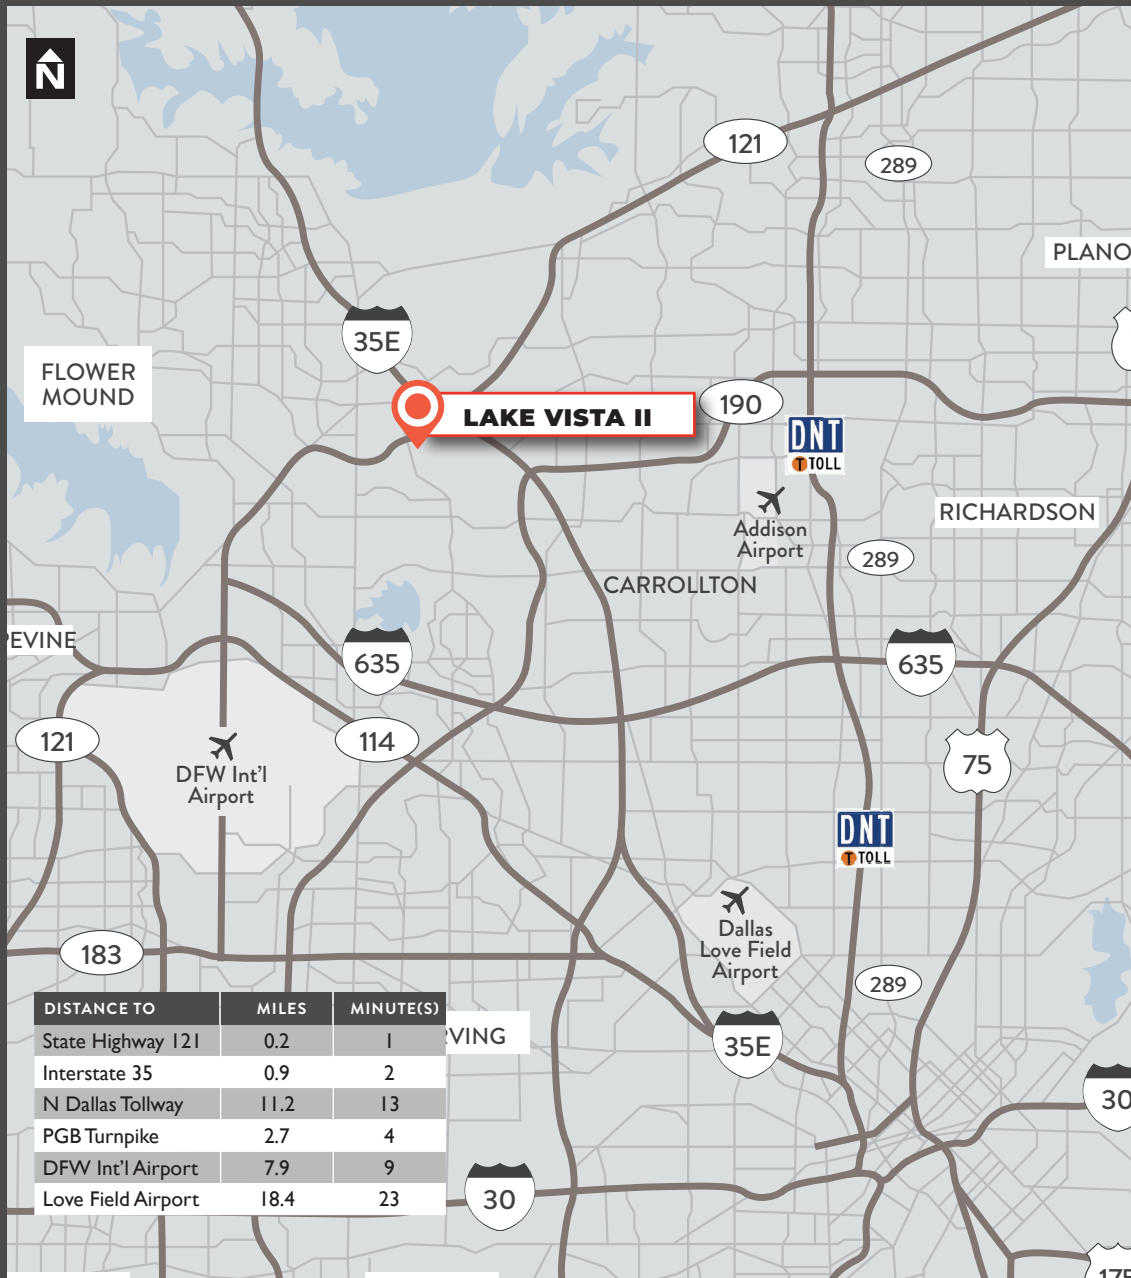 N
121
289
PLANO
35E
FLOWER
MOUND
LAKE VISTA II
190
DNT
T TOLL
RICHARDSON
Addison
Airport
289
CARROLLTON
PEVINE
635
635
121
114
75
DFW Int'l
Airport
DNT
T TOLL
Dallas
Love Field
Airport
183
289
DISTANCE TO MILES MINUTE(S)
State Highway 121 0.2 1
Interstate 35 0.9 2
N Dallas Tollway 11.2 13
PGB Turnpike 2.7 4
DFW Int'l Airport 7.9 9
Love Field Airport 18.4 23
RVING
35E
30
30
175